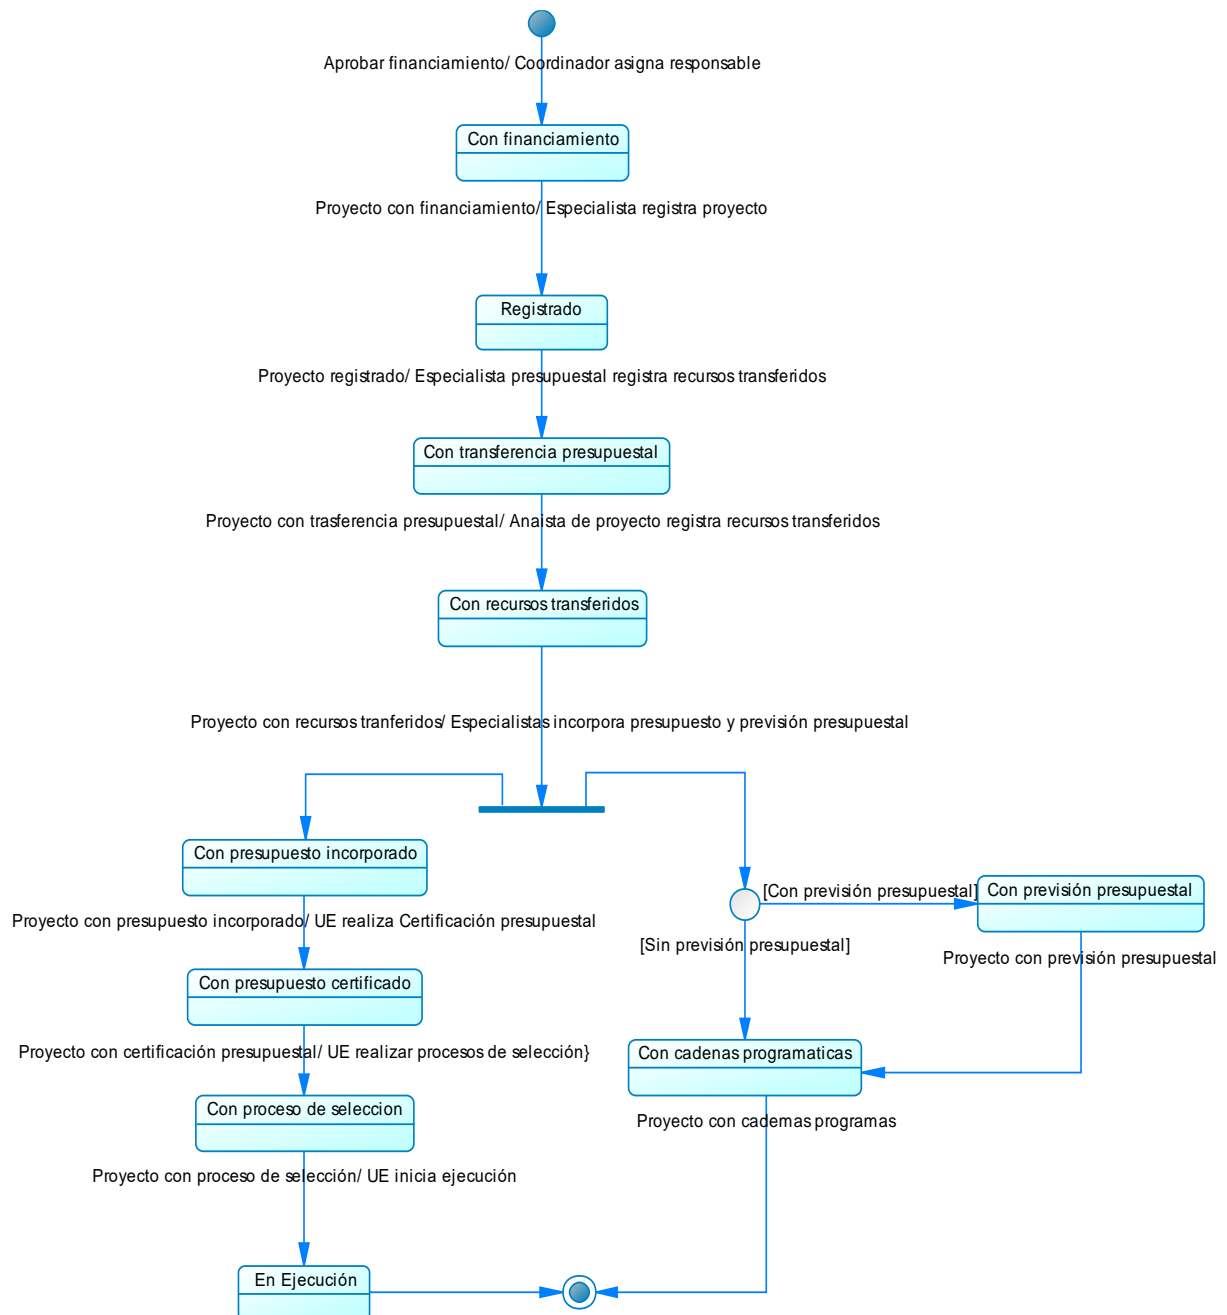 Aprobar financiamiento/ Coordinador asigna responsable
Con financiamiento
Proyecto con financiamiento/ Especialista registra proyecto
Registrado
Proyecto registrado/ Especialista presupuestal registra recursos transferidos
Con transferencia presupuestal
Proyecto con trasferencia presupuestal/ Anaista de proyecto registra recursos transferidos
Con recursos transferidos
Proyecto con recursos tranferidos/ Especialistas incorpora presupuesto y previsión presupuestal
Con presupuesto incorporado
Proyecto con presupuesto incorporado/ UE realiza Certificación presupuestal
Con presupuesto certificado
Proyecto con certificación presupuestal/ UE realizar procesos de selección}
Con proceso de seleccion
Proyecto con proceso de selección/ UE inicia ejecución
En Ejecución
[Con previsión presupuestal]
Con previsión presupuestal
[Sin previsión presupuestal]
Proyecto con previsión presupuestal
Con cadenas programaticas
Proyecto con cademas programas